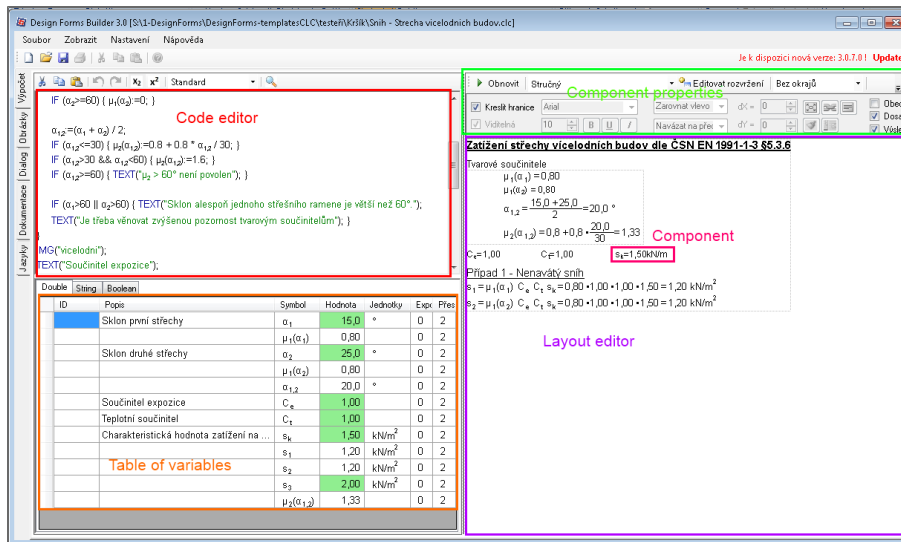 Design Forms Builder 3.0 [S:\1-DesignForms\DesignForms-templatesCLC\testeři\Kršík\Snih - Strecha vicelodnich budov.clc]
Soubor Zobrazit Nastavení Nápověda
Je k dispozici nová verze: 3.0.7.0 ! Update
Výpočet
Obrázky
Dialog
Dokumentace
Jazyky
x₂ x² Standard
IF (α₂>=60) { μ₁(α₂):=0; }
α₁,₂:=(α₁ + α₂) / 2;
IF (α₁,₂<=30) { μ₂(α₁,₂):=0.8 + 0.8 * α₁,₂ / 30; }
IF (α₁,₂>30 && α₁,₂<60) { μ₂(α₁,₂):=1.6; }
IF (α₁,₂>=60) { TEXT("μ₂ > 60° není povolen"); }
IF (α₁>60 || α₂>60) { TEXT("Sklon alespoň jednoho střešního ramene je větší než 60°.");
TEXT("Je třeba věnovat zvýšenou pozornost tvarovým součinitelům"); }
MG("vicelodni");
TEXT("Součinitel expozice");
Code editor
Double String Boolean
ID Popis Symbol Hodnota Jednotky Expo Přes
Sklon první střechy α₁ 15,0 ° 0 2
μ₁(α₁) 0,80 0 2
Sklon druhé střechy α₂ 25,0 ° 0 2
μ₁(α₂) 0,80 0 2
α₁,₂ 20,0 ° 0 2
Součinitel expozice Cₑ 1,00 0 2
Teplotní součinitel Cₜ 1,00 0 2
Charakteristická hodnota zatížení na ... sₖ 1,50 kN/m² 0 2
s₁ 1,20 kN/m² 0 2
s₂ 1,20 kN/m² 0 2
s₃ 2,00 kN/m² 0 2
μ₂(α₁,₂) 1,33 0 2
Table of variables
Obnovit Stručný Editovat rozvržení Bez okrajů
Component properties
Kreslit hranice Arial Zarovnat vlevo dX = 0
Viditelná 10 B U I Navázat na před dY = 0
Obec
Dosa
Výsle
Zatížení střechy vícelodních budov dle ČSN EN 1991-1-3 §5.3.6
Tvarové součinitele
μ₁(α₁) = 0,80
μ₁(α₂) = 0,80
α₁,₂ = (15,0 + 25,0) / 2 = 20,0 °
μ₂(α₁,₂) = 0,8 + 0,8 • 20,0 / 30 = 1,33
Component
Cₑ=1,00 Cₜ=1,00 sₖ=1,50kN/m
Případ 1 - Nenavátý sníh
s₁ = μ₁(α₁) Cₑ Cₜ sₖ = 0,80 •1,00 •1,00 •1,50 = 1,20 kN/m²
s₂ = μ₁(α₂) Cₑ Cₜ sₖ = 0,80 •1,00 •1,00 •1,50 = 1,20 kN/m²
Layout editor